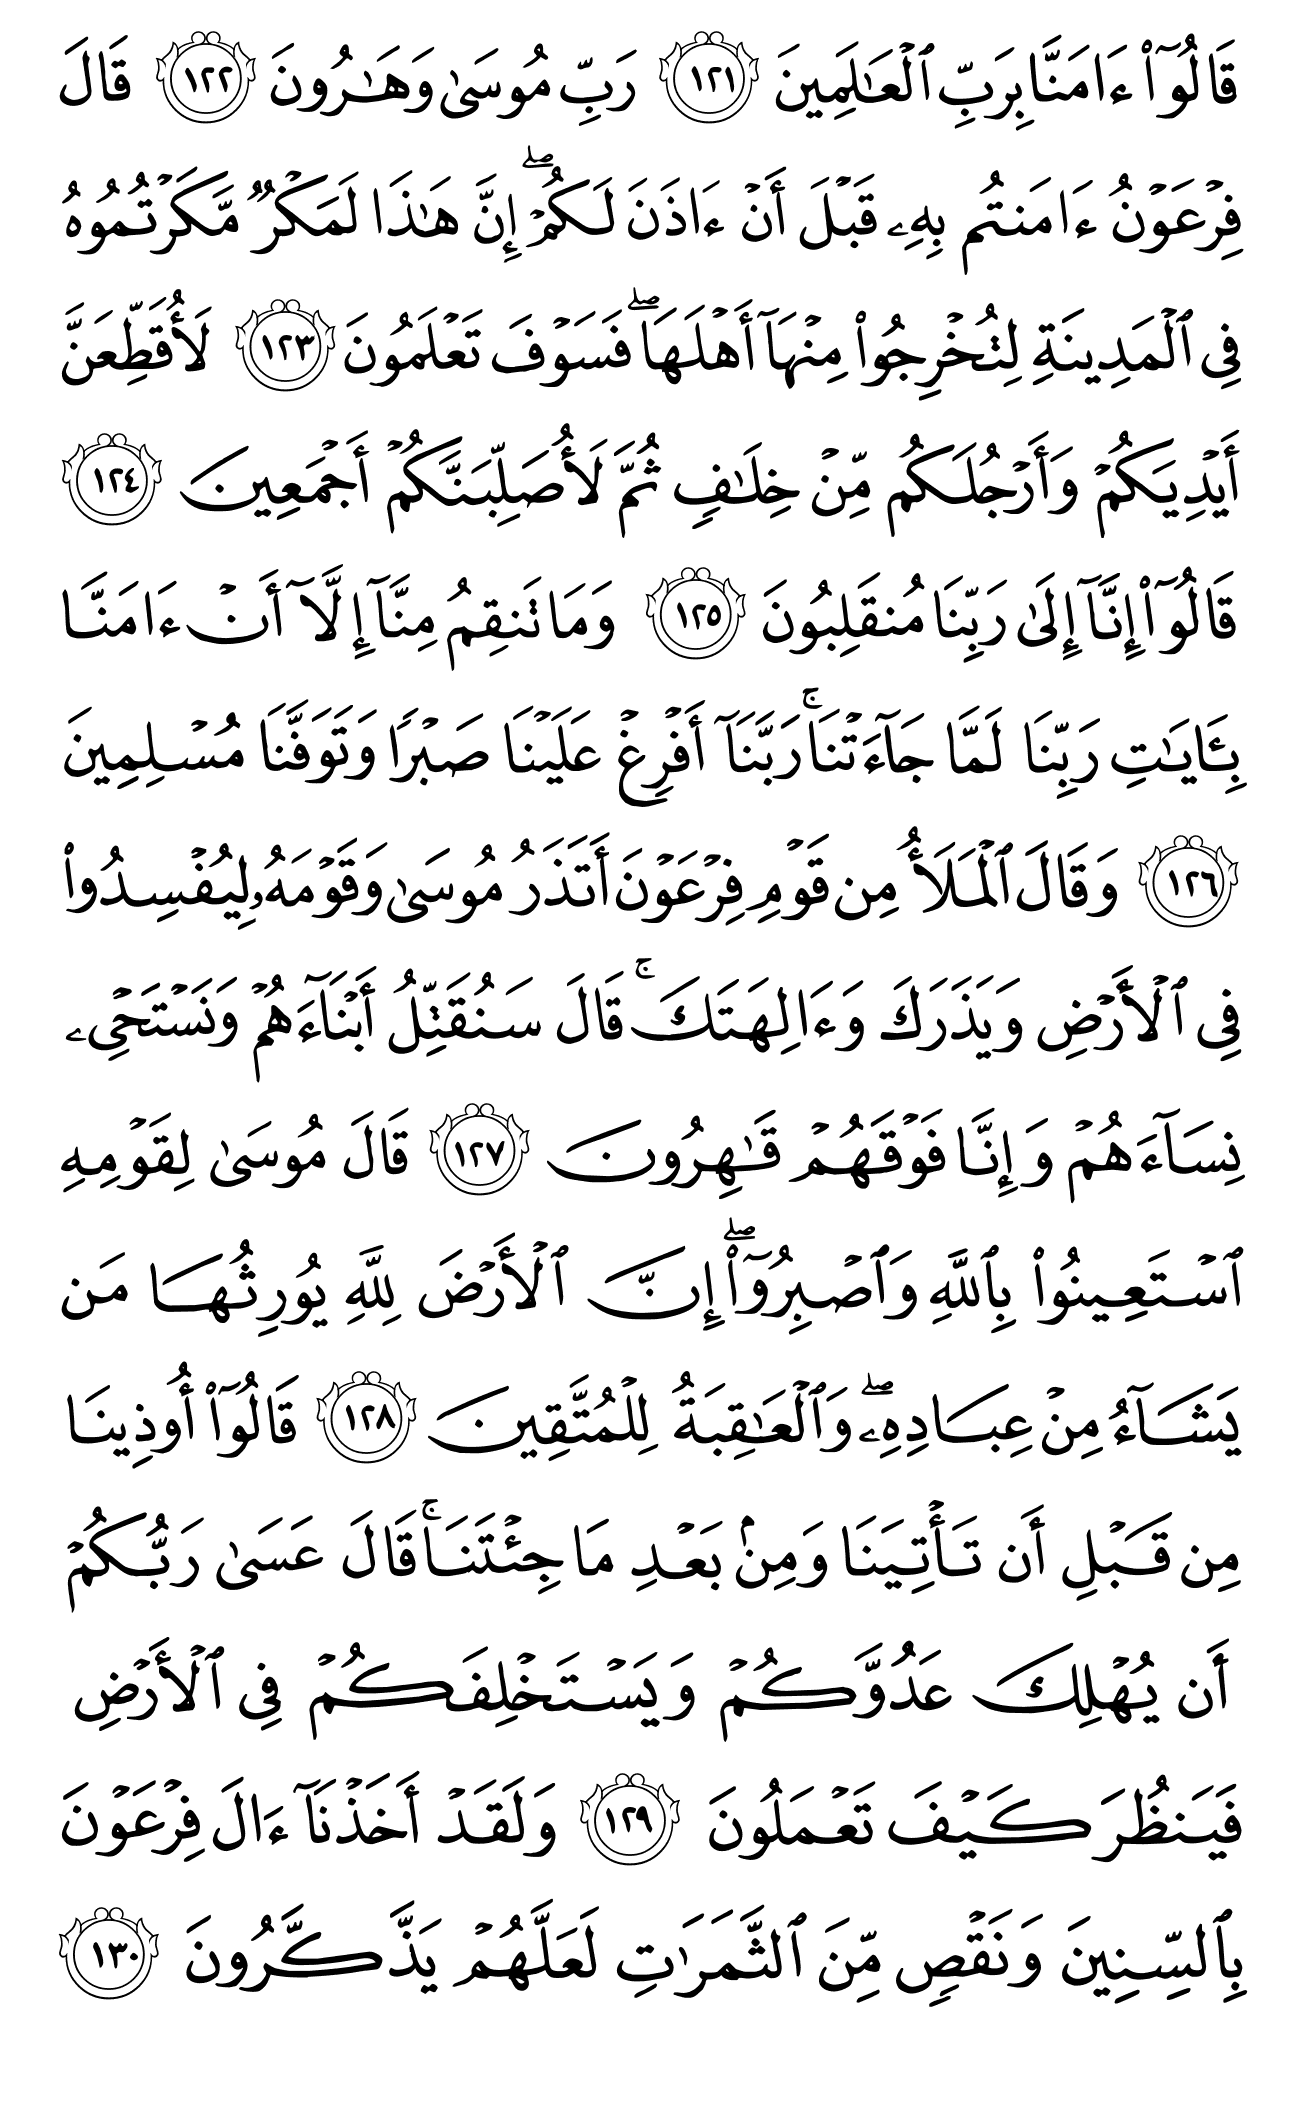 قَالُوٓاْ ءَامَنَّا بِرَبِّ ٱلۡعَـٰلَمِينَ ١٢١ رَبِّ مُوسَىٰ وَهَـٰرُونَ ١٢٢ قَالَ
فِرۡعَوۡنُ ءَامَنتُم بِهِۦ قَبۡلَ أَنۡ ءَاذَنَ لَكُمۡۖ إِنَّ هَـٰذَا لَمَكۡرٞ مَّكَرۡتُمُوهُ
فِي ٱلۡمَدِينَةِ لِتُخۡرِجُواْ مِنۡهَآ أَهۡلَهَاۖ فَسَوۡفَ تَعۡلَمُونَ ١٢٣ لَأُقَطِّعَنَّ
أَيۡدِيَكُمۡ وَأَرۡجُلَكُم مِّنۡ خِلَـٰفٖ ثُمَّ لَأُصَلِّبَنَّكُمۡ أَجۡمَعِينَ ١٢٤
قَالُوٓاْ إِنَّآ إِلَىٰ رَبِّنَا مُنقَلِبُونَ ١٢٥ وَمَا تَنقِمُ مِنَّآ إِلَّآ أَنۡ ءَامَنَّا
بِـَٔايَـٰتِ رَبِّنَا لَمَّا جَآءَتۡنَاۚ رَبَّنَآ أَفۡرِغۡ عَلَيۡنَا صَبۡرٗا وَتَوَفَّنَا مُسۡلِمِينَ
١٢٦ وَقَالَ ٱلۡمَلَأُ مِن قَوۡمِ فِرۡعَوۡنَ أَتَذَرُ مُوسَىٰ وَقَوۡمَهُۥ لِيُفۡسِدُواْ
فِي ٱلۡأَرۡضِ وَيَذَرَكَ وَءَالِهَتَكَۚ قَالَ سَنُقَتِّلُ أَبۡنَآءَهُمۡ وَنَسۡتَحۡيِۦ
نِسَآءَهُمۡ وَإِنَّا فَوۡقَهُمۡ قَـٰهِرُونَ ١٢٧ قَالَ مُوسَىٰ لِقَوۡمِهِ
ٱسۡتَعِينُواْ بِٱللَّهِ وَٱصۡبِرُوٓاْۖ إِنَّ ٱلۡأَرۡضَ لِلَّهِ يُورِثُهَا مَن
يَشَآءُ مِنۡ عِبَادِهِۦۖ وَٱلۡعَـٰقِبَةُ لِلۡمُتَّقِينَ ١٢٨ قَالُوٓاْ أُوذِينَا
مِن قَبۡلِ أَن تَأۡتِيَنَا وَمِنۢ بَعۡدِ مَا جِئۡتَنَاۚ قَالَ عَسَىٰ رَبُّكُمۡ
أَن يُهۡلِكَ عَدُوَّكُمۡ وَيَسۡتَخۡلِفَكُمۡ فِي ٱلۡأَرۡضِ
فَيَنظُرَ كَيۡفَ تَعۡمَلُونَ ١٢٩ وَلَقَدۡ أَخَذۡنَآ ءَالَ فِرۡعَوۡنَ
بِٱلسِّنِينَ وَنَقۡصٖ مِّنَ ٱلثَّمَرَٰتِ لَعَلَّهُمۡ يَذَّكَّرُونَ ١٣٠